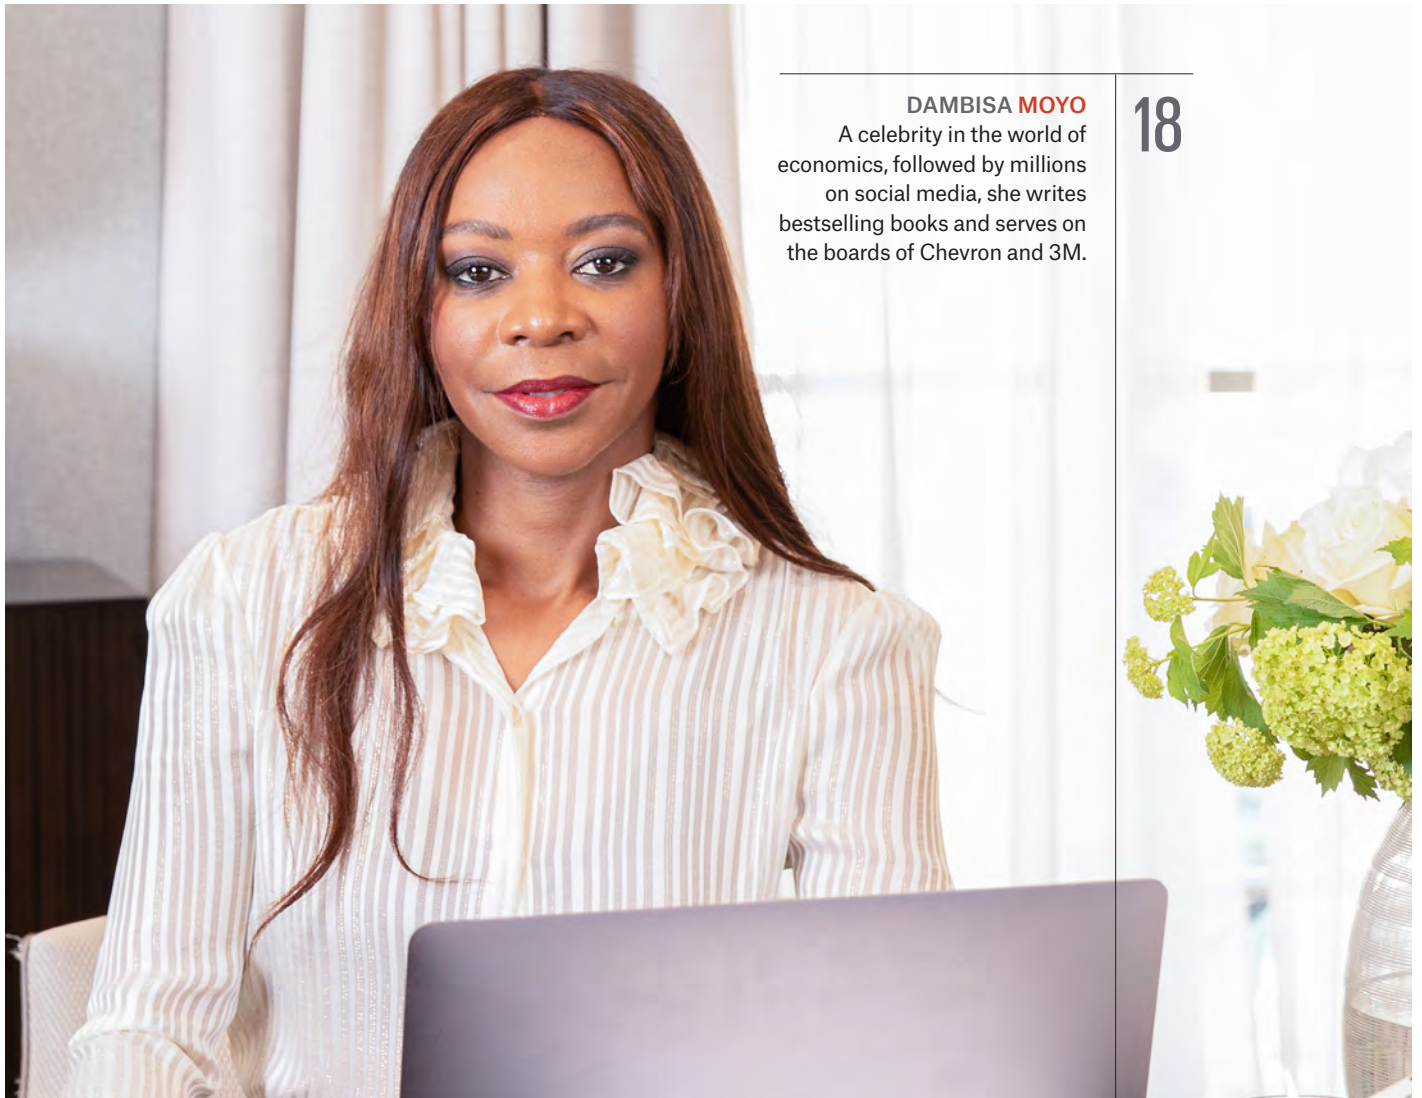 DAMBISA MOYO
A celebrity in the world of
economics, followed by millions
on social media, she writes
bestselling books and serves on
the boards of Chevron and 3M.
18